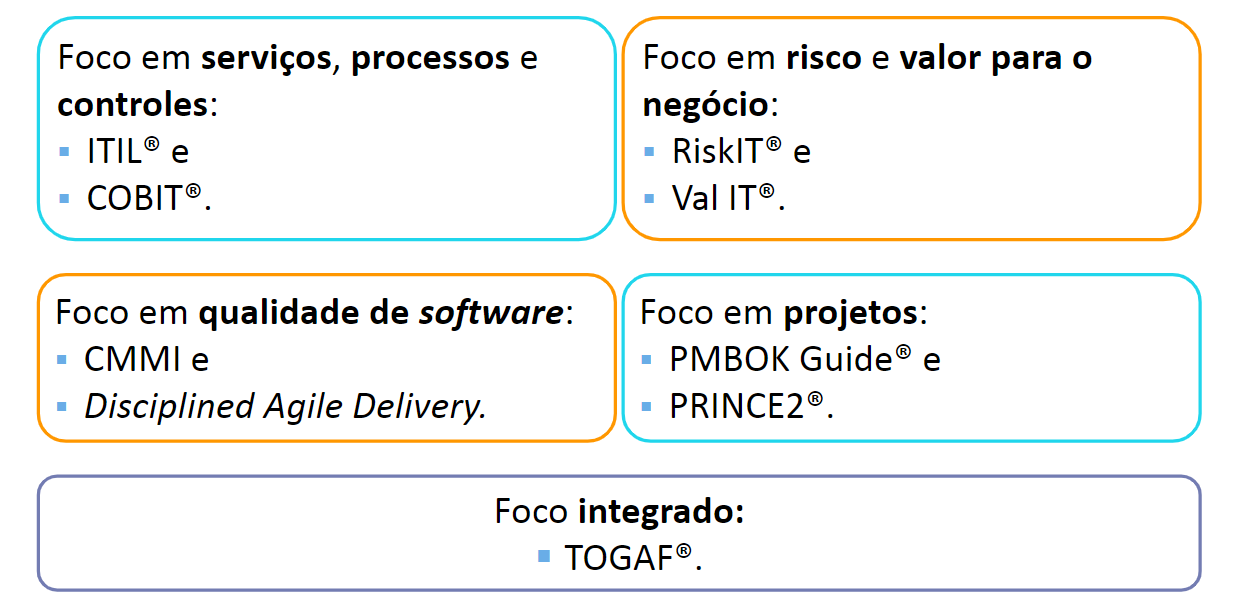 Foco em serviços, processos e
controles:
▪ ITIL® e
▪ COBIT®.
Foco em risco e valor para o
negócio:
▪ RiskIT® e
▪ Val IT®.
Foco em qualidade de software:
▪ CMMI e
▪ Disciplined Agile Delivery.
Foco em projetos:
▪ PMBOK Guide® e
▪ PRINCE2®.
Foco integrado:
▪ TOGAF®.